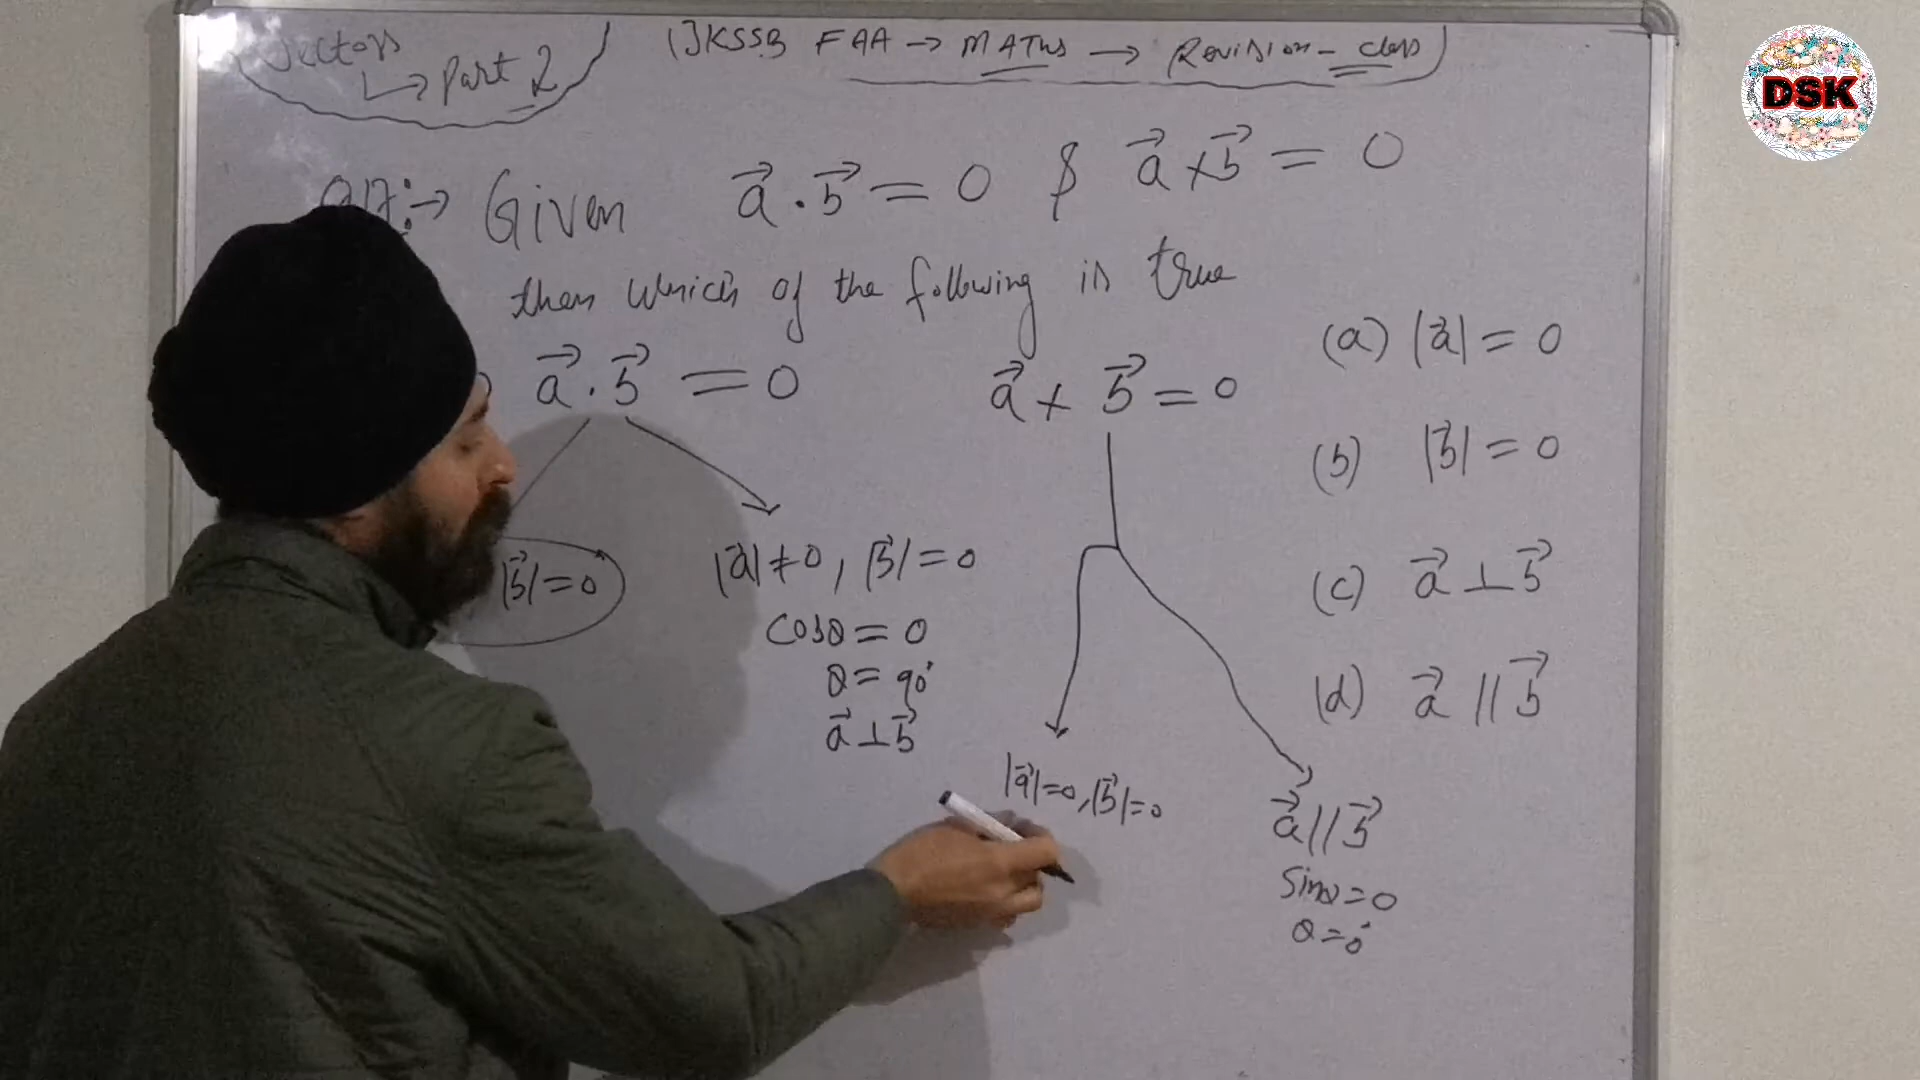 Vectors
↳ Part 2
JKSSB FAA → MATHS → Revision - class
DSK
Q17:→ Given a⃗ . b⃗ = 0 & a⃗ × b⃗ = 0
then which of the following is true
a⃗ . b⃗ = 0
a⃗ × b⃗ = 0
|b⃗| = 0
|a⃗| ≠ 0, |b⃗| = 0
cosθ = 0
θ = 90°
a⃗ ⊥ b⃗
|a⃗| = 0, |b⃗| = 0
a⃗ // b⃗
Sinθ = 0
θ = 0°
(a) |a⃗| = 0
(b) |b⃗| = 0
(c) a⃗ ⊥ b⃗
(d) a⃗ // b⃗